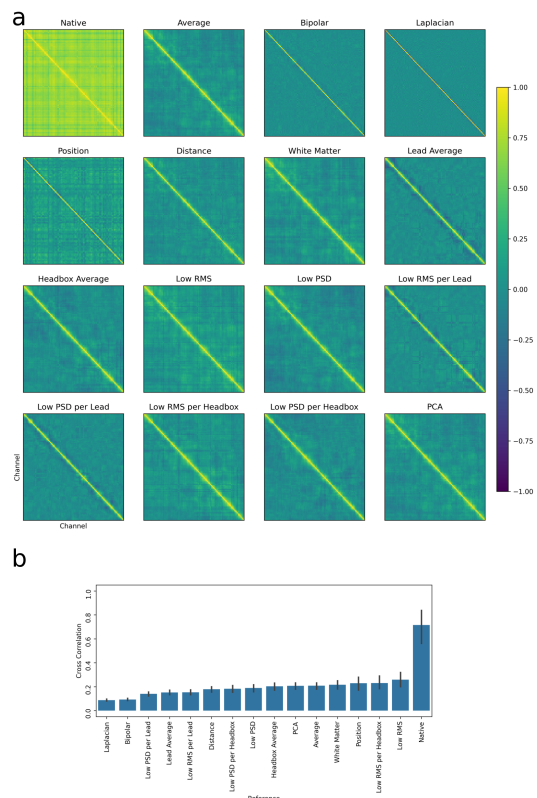 a
Native Average Bipolar Laplacian
Position Distance White Matter Lead Average
Headbox Average Low RMS Low PSD Low RMS per Lead
Low PSD per Lead Low RMS per Headbox Low PSD per Headbox PCA
Channel
Channel
1.00
0.75
0.50
0.25
0.00
−0.25
−0.50
−0.75
−1.00
b
Cross Correlation
1.0
0.8
0.6
0.4
0.2
0.0
Laplacian
Bipolar
Low PSD per Lead
Lead Average
Low RMS per Lead
Distance
Low PSD per Headbox
Low PSD
Headbox Average
PCA
Average
White Matter
Position
Low RMS per Headbox
Low RMS
Native